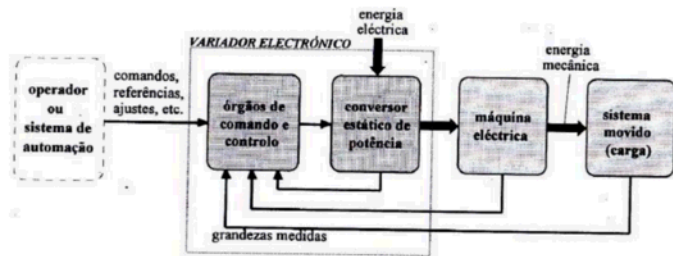 energia
eléctrica
VARIADOR ELECTRÓNICO
energia
mecânica
comandos,
referências,
ajustes, etc.
operador
ou
sistema de
automação
órgãos de
comando e
controlo
conversor
estático de
potência
máquina
eléctrica
sistema
movido
(carga)
grandezas medidas